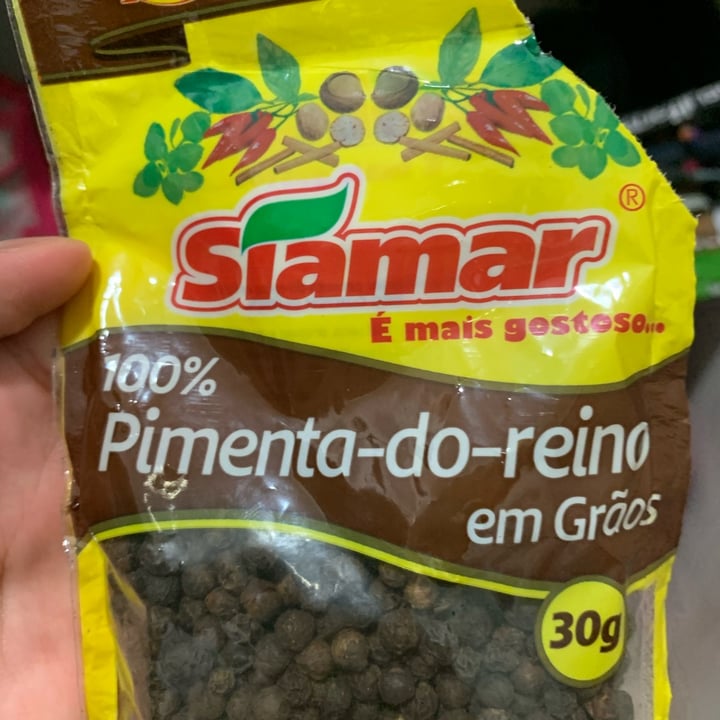 Siamar®
É mais gostoso...
100%
Pimenta-do-reino
em Grãos
30g